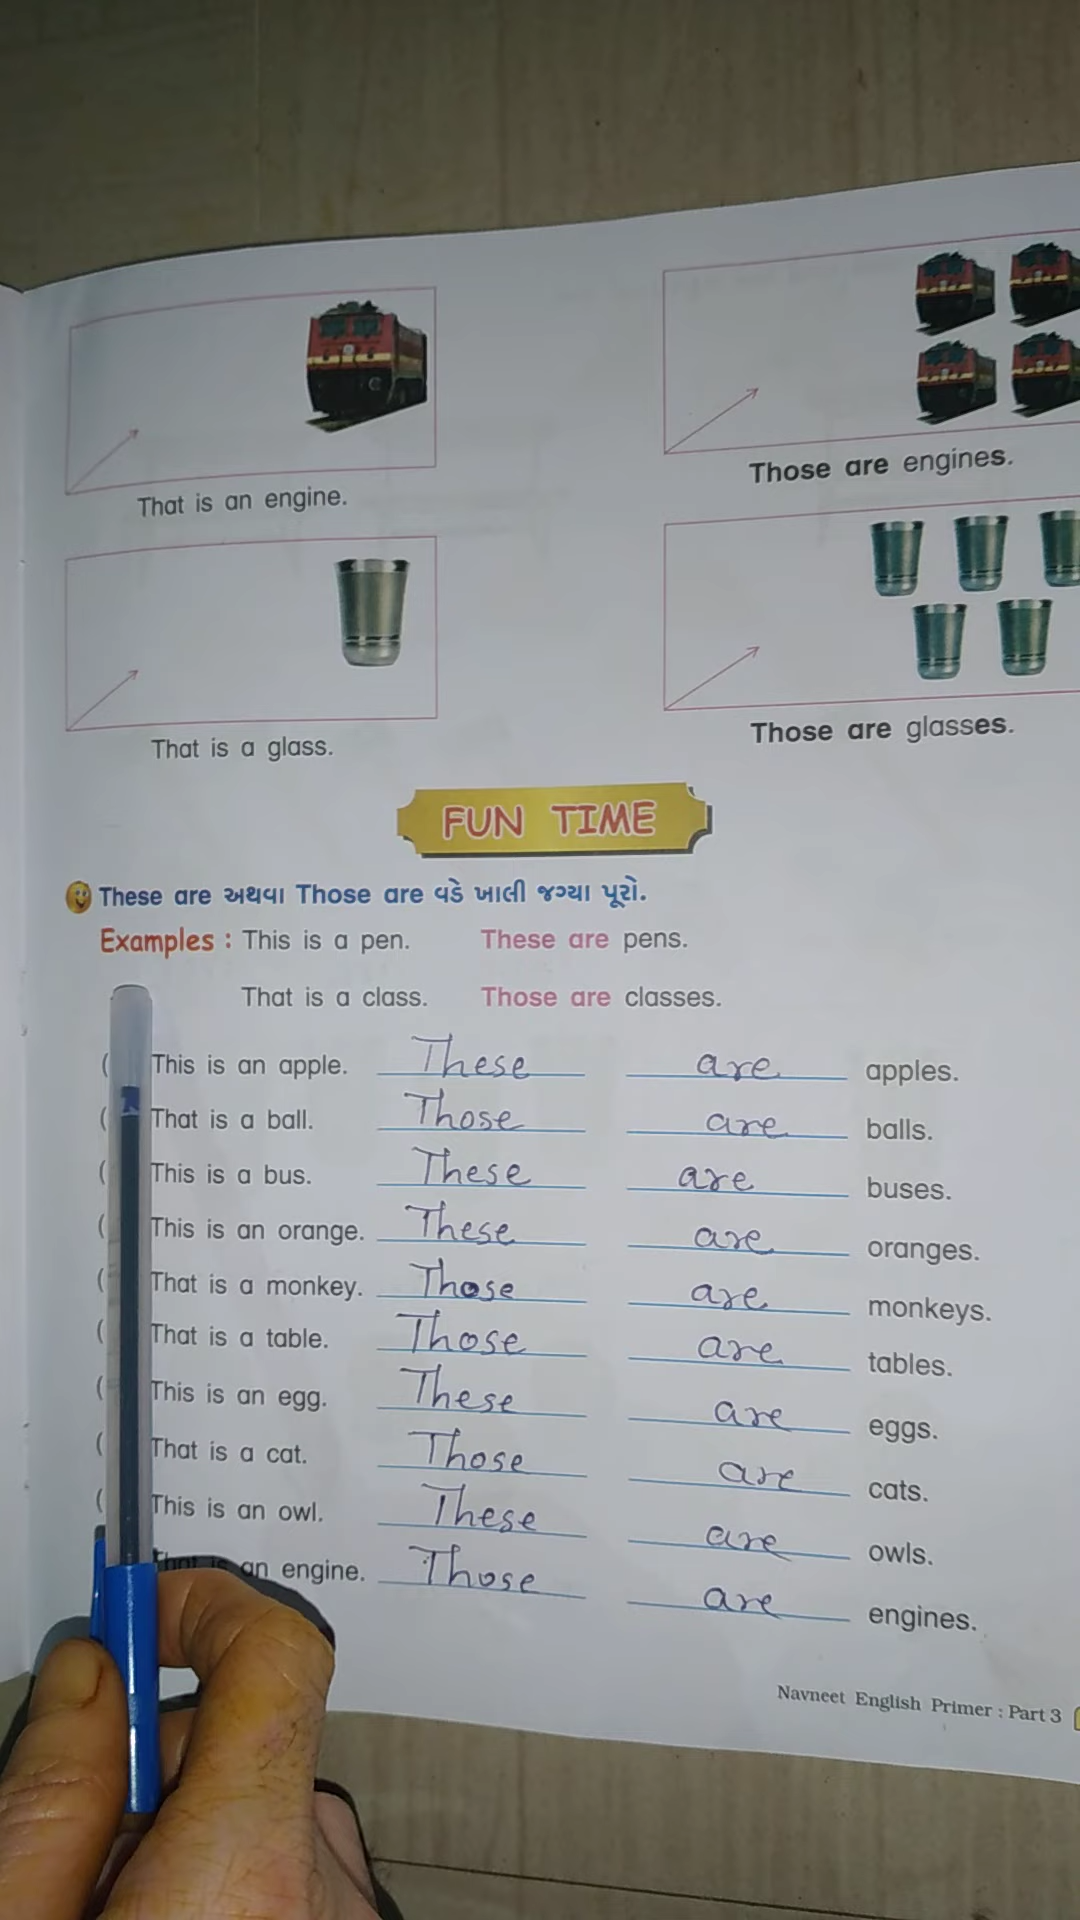 That is an engine.
Those are engines.
That is a glass.
Those are glasses.
FUN TIME
These are અથવા Those are વડે ખાલી જગ્યા પૂરો.
Examples : This is a pen. These are pens.
That is a class. Those are classes.
( This is an apple. These are apples.
( That is a ball. Those are balls.
( This is a bus. These are buses.
( This is an orange. These are oranges.
( That is a monkey. Those are monkeys.
( That is a table. Those are tables.
( This is an egg. These are eggs.
( That is a cat. Those are cats.
( This is an owl. These are owls.
That is an engine. Those are engines.
Navneet English Primer : Part 3